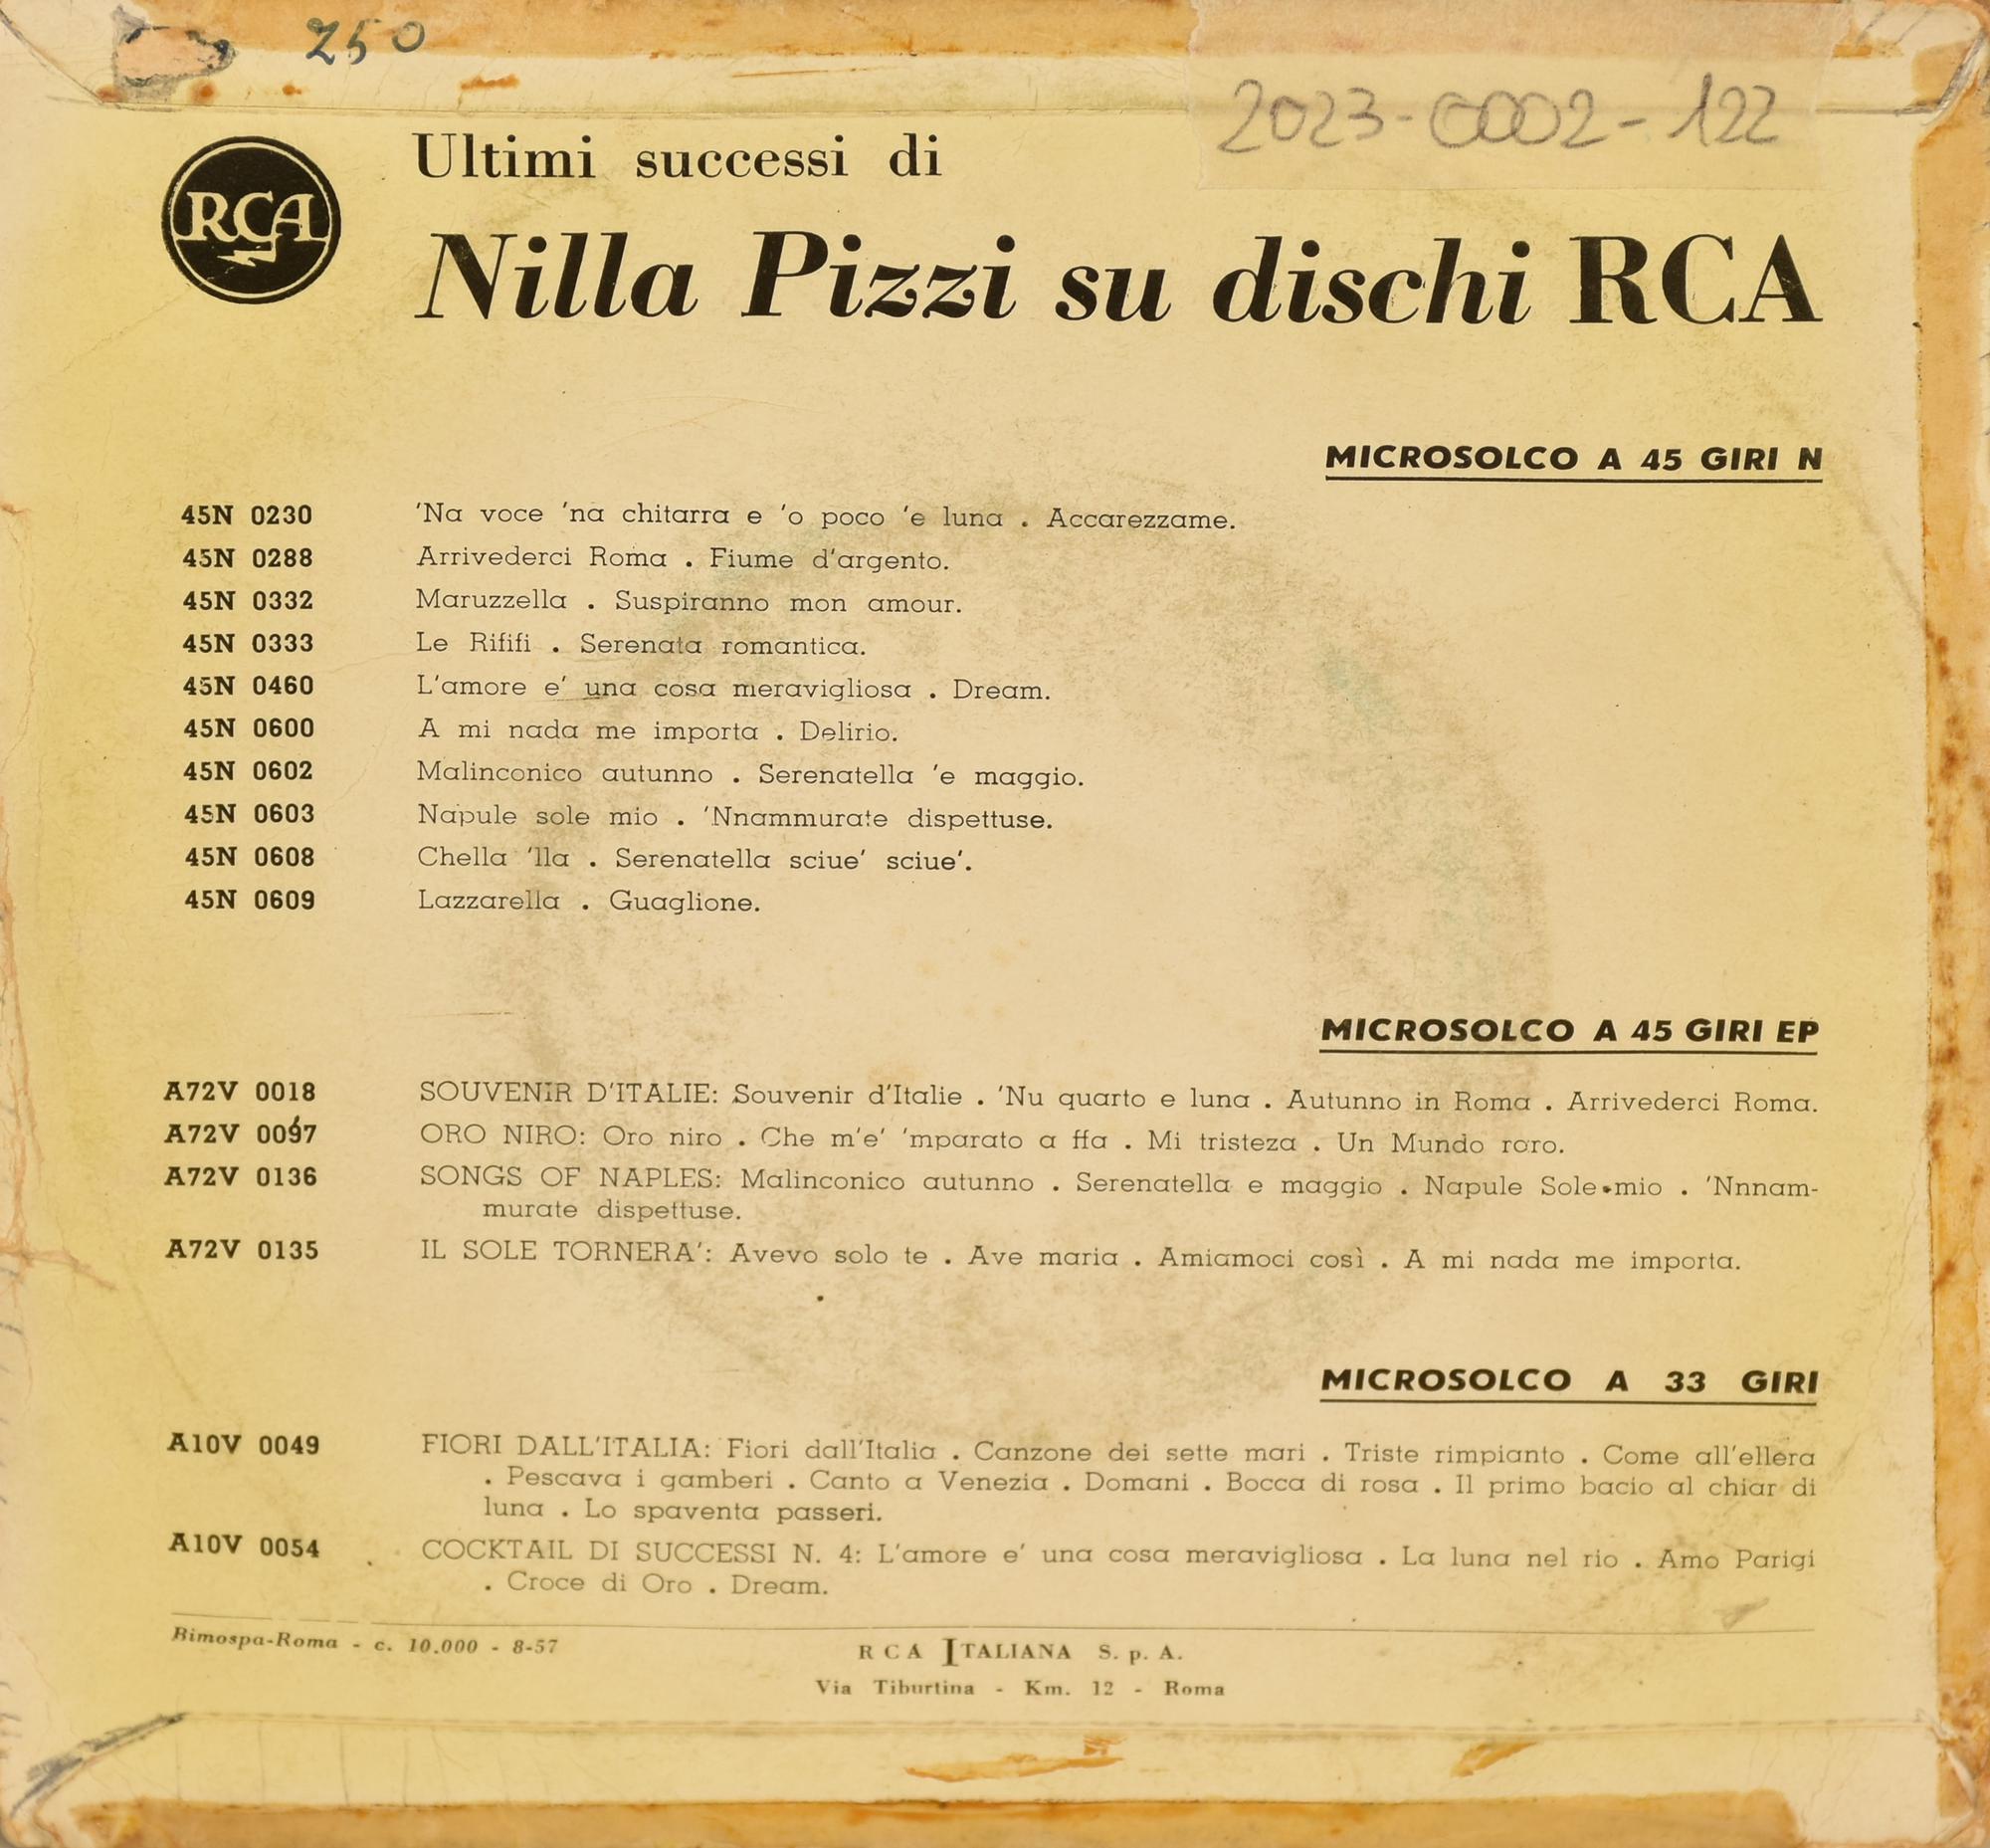 250
2023-0002-122
RCA
Ultimi successi di
Nilla Pizzi su dischi RCA
MICROSOLCO A 45 GIRI N
45N 0230 'Na voce 'na chitarra e 'o poco 'e luna . Accarezzame.
45N 0288 Arrivederci Roma . Fiume d'argento.
45N 0332 Maruzzella . Suspiranno mon amour.
45N 0333 Le Rififi . Serenata romantica.
45N 0460 L'amore e' una cosa meravigliosa . Dream.
45N 0600 A mi nada me importa . Delirio.
45N 0602 Malinconico autunno . Serenatella 'e maggio.
45N 0603 Napule sole mio . 'Nnammurate dispettuse.
45N 0608 Chella 'lla . Serenatella sciue' sciue'.
45N 0609 Lazzarella . Guaglione.
MICROSOLCO A 45 GIRI EP
A72V 0018 SOUVENIR D'ITALIE: Souvenir d'Italie . 'Nu quarto e luna . Autunno in Roma . Arrivederci Roma.
A72V 0097 ORO NIRO: Oro niro . Che m'e' 'mparato a ffa . Mi tristeza . Un Mundo raro.
A72V 0136 SONGS OF NAPLES: Malinconico autunno . Serenatella e maggio . Napule Sole mio . 'Nnnam-
murate dispettuse.
A72V 0135 IL SOLE TORNERA': Avevo solo te . Ave maria . Amiamoci così . A mi nada me importa.
MICROSOLCO A 33 GIRI
A10V 0049 FIORI DALL'ITALIA: Fiori dall'Italia . Canzone dei sette mari . Triste rimpianto . Come all'ellera
. Pescava i gamberi . Canto a Venezia . Domani . Bocca di rosa . Il primo bacio al chiar di
luna . Lo spaventa passeri.
A10V 0054 COCKTAIL DI SUCCESSI N. 4: L'amore e' una cosa meravigliosa . La luna nel rio . Amo Parigi
. Croce di Oro . Dream.
Bimospa-Roma - c. 10.000 - 8-57
RCA ITALIANA S. p. A.
Via Tiburtina - Km. 12 - Roma